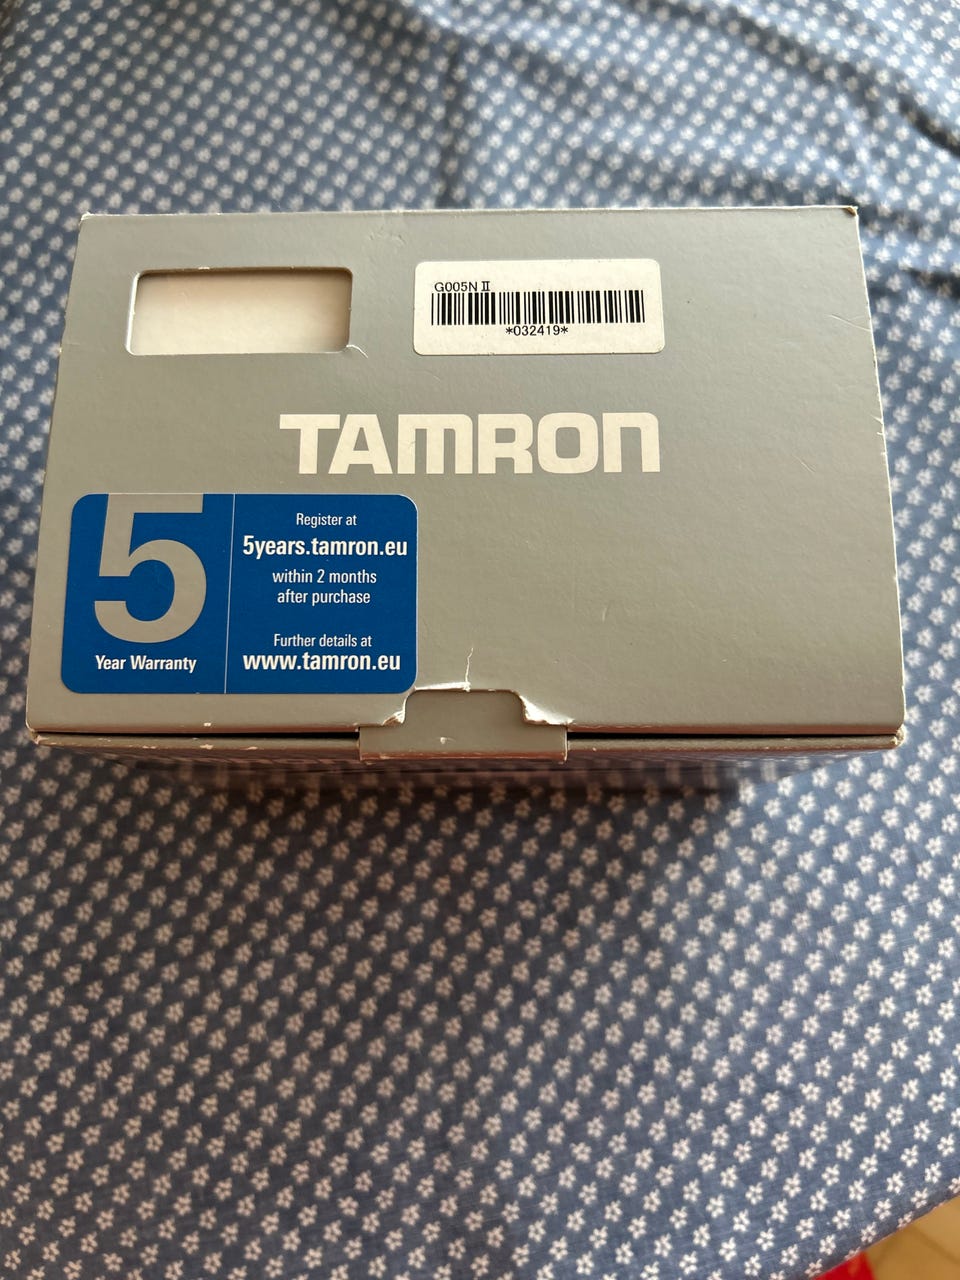 G005N II
*032419*
TAMRON
5
Year Warranty
Register at
5years.tamron.eu
within 2 months
after purchase
Further details at
www.tamron.eu